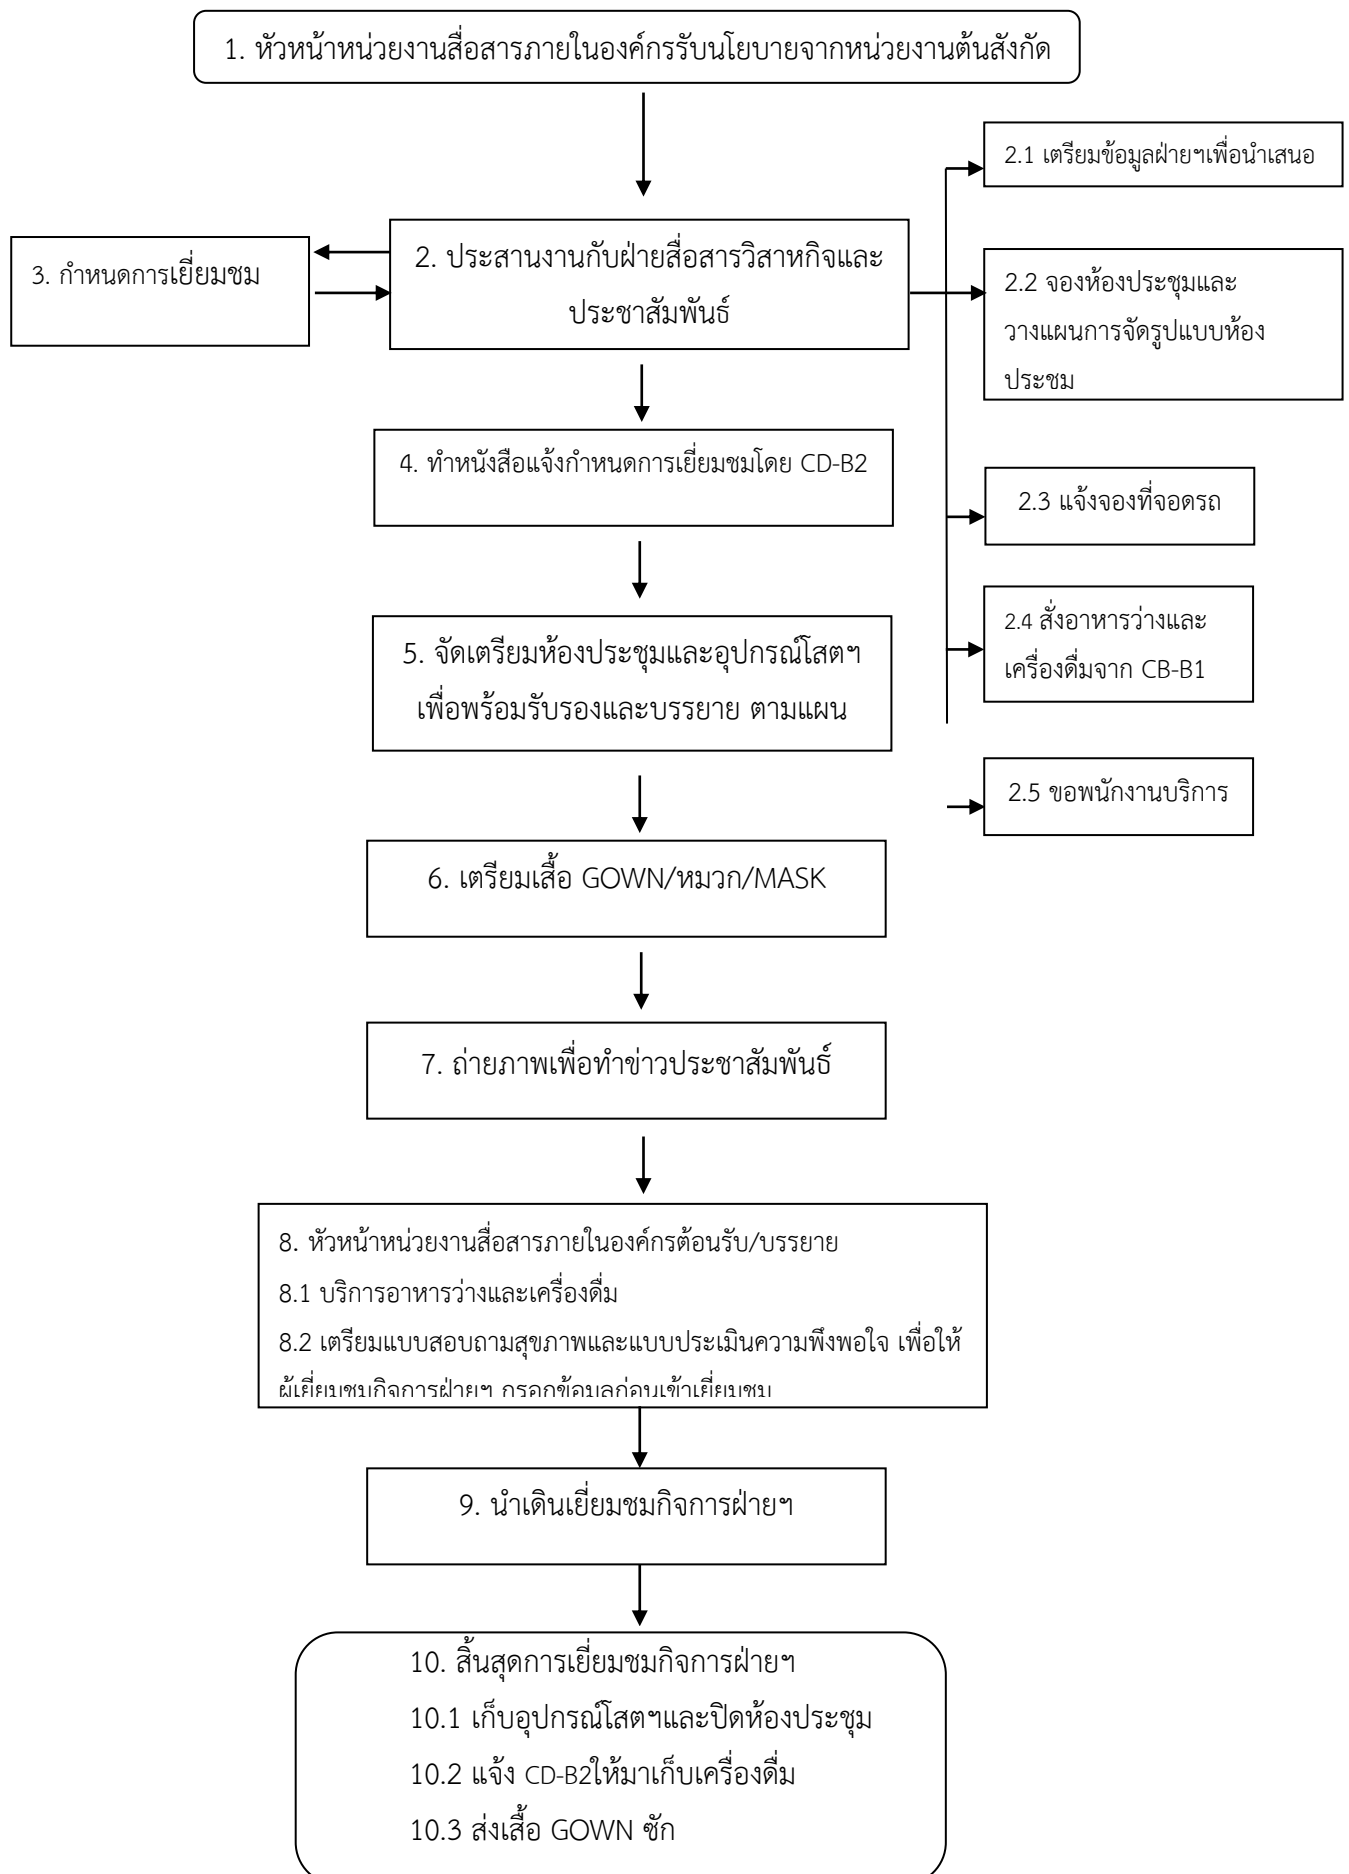 1. หัวหน้าหน่วยงานสื่อสารภายในองค์กรรับนโยบายจากหน่วยงานต้นสังกัด
2.1 เตรียมข้อมูลฝ่ายฯเพื่อนำเสนอ
3. กำหนดการเยี่ยมชม
2. ประสานงานกับฝ่ายสื่อสารวิสาหกิจและ
ประชาสัมพันธ์
2.2 จองห้องประชุมและ
วางแผนการจัดรูปแบบห้อง
ประชุม
4. ทำหนังสือแจ้งกำหนดการเยี่ยมชมโดย CD-B2
2.3 แจ้งจองที่จอดรถ
5. จัดเตรียมห้องประชุมและอุปกรณ์โสตฯ
เพื่อพร้อมรับรองและบรรยาย ตามแผน
2.4 สั่งอาหารว่างและ
เครื่องดื่มจาก CB-B1
2.5 ขอพนักงานบริการ
6. เตรียมเสื้อ GOWN/หมวก/MASK
7. ถ่ายภาพเพื่อทำข่าวประชาสัมพันธ์
8. หัวหน้าหน่วยงานสื่อสารภายในองค์กรต้อนรับ/บรรยาย
8.1 บริการอาหารว่างและเครื่องดื่ม
8.2 เตรียมแบบสอบถามสุขภาพและแบบประเมินความพึงพอใจ เพื่อให้
ผู้เยี่ยมชมกิจการฝ่ายฯ กรอกข้อมูลก่อนเข้าเยี่ยมชม
9. นำเดินเยี่ยมชมกิจการฝ่ายฯ
10. สิ้นสุดการเยี่ยมชมกิจการฝ่ายฯ
10.1 เก็บอุปกรณ์โสตฯและปิดห้องประชุม
10.2 แจ้ง CD-B2ให้มาเก็บเครื่องดื่ม
10.3 ส่งเสื้อ GOWN ซัก